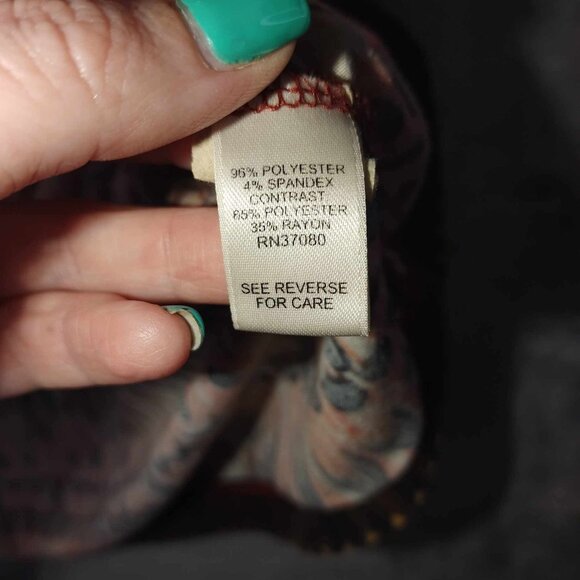 96% POLYESTER
4% SPANDEX
CONTRAST
65% POLYESTER
35% RAYON
RN37080
SEE REVERSE
FOR CARE